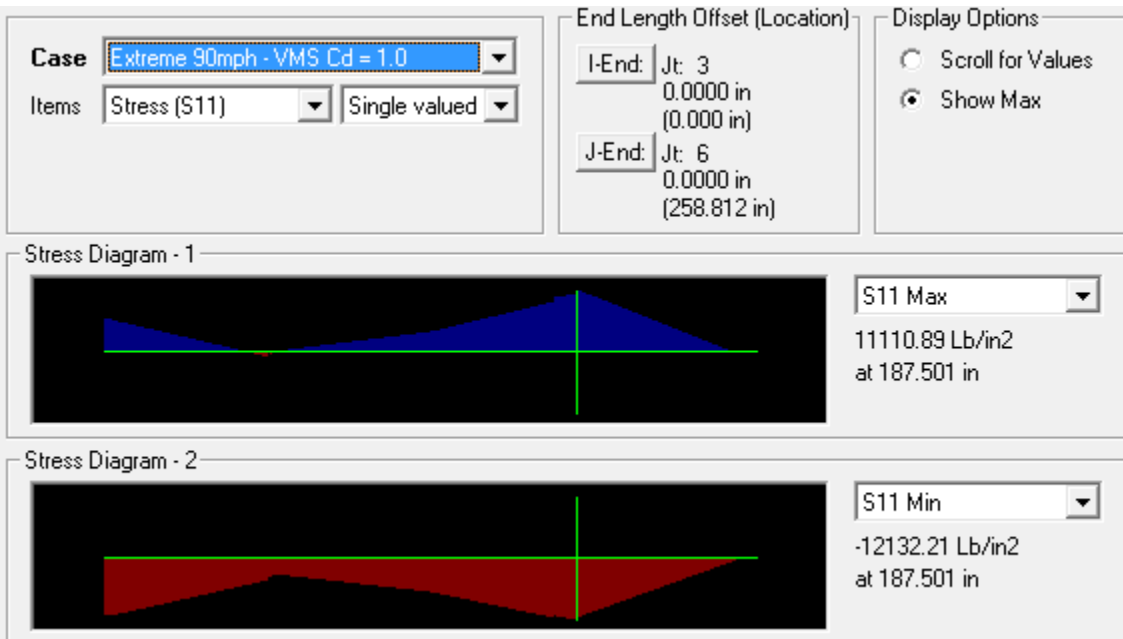 Case Extreme 90mph - VMS Cd = 1.0
Items Stress (S11) Single valued
End Length Offset (Location)
I-End: Jt: 3
0.0000 in
(0.000 in)
J-End: Jt: 6
0.0000 in
(258.812 in)
Display Options
Scroll for Values
Show Max
Stress Diagram - 1
S11 Max
11110.89 Lb/in2
at 187.501 in
Stress Diagram - 2
S11 Min
-12132.21 Lb/in2
at 187.501 in